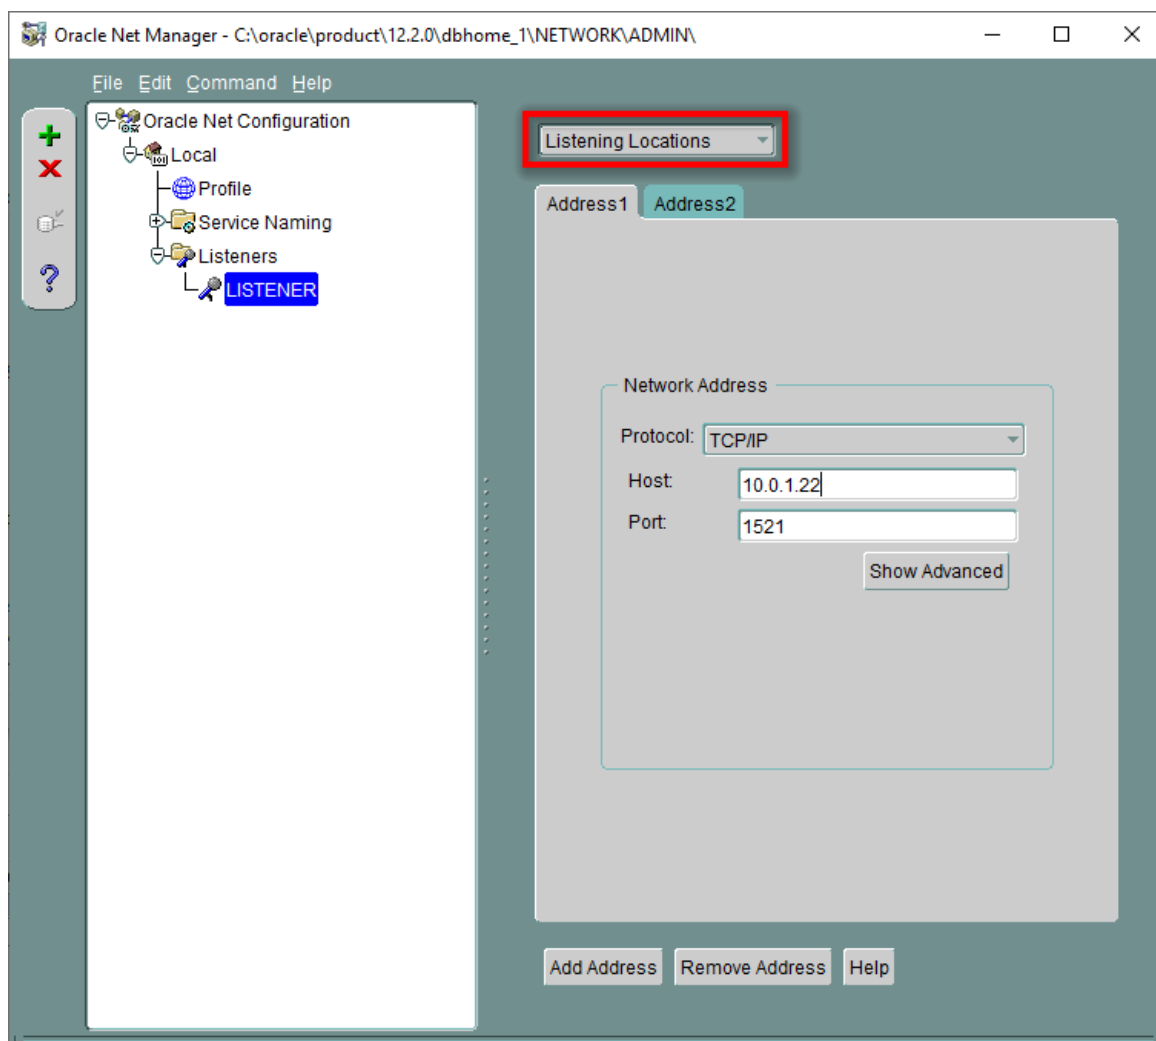 Oracle Net Manager - C:\oracle\product\12.2.0\dbhome_1\NETWORK\ADMIN\
File Edit Command Help
Oracle Net Configuration
Local
Profile
Service Naming
Listeners
LISTENER
Listening Locations
Address1 Address2
Network Address
Protocol: TCP/IP
Host: 10.0.1.22
Port: 1521
Show Advanced
Add Address Remove Address Help